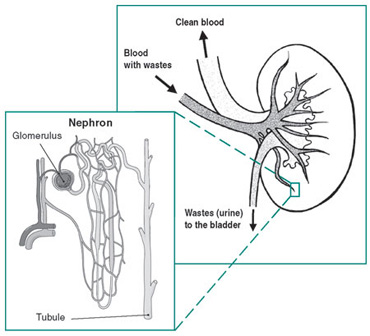 Clean blood
Blood
with wastes
Nephron
Glomerulus
Wastes (urine)
to the bladder
Tubule